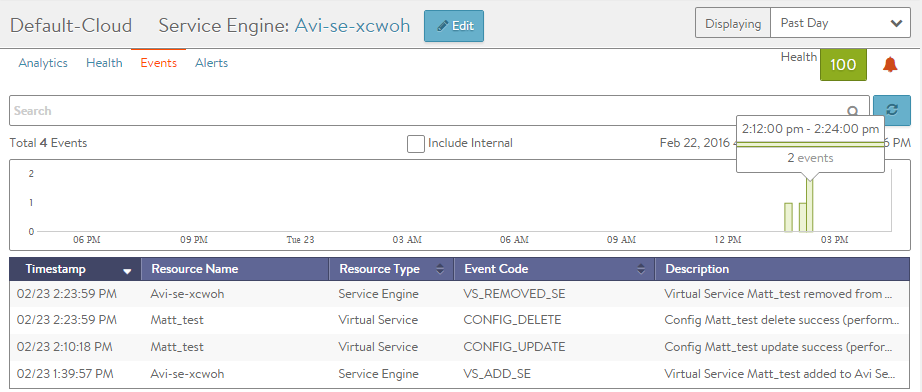 Default-Cloud Service Engine: Avi-se-xcwoh Edit Displaying Past Day
Analytics Health Events Alerts Health 100
Search
Total 4 Events Include Internal Feb 22, 2016 PM
2:12:00 pm - 2:24:00 pm
2 events
2
1
0
06 PM 09 PM Tue 23 03 AM 06 AM 09 AM 12 PM 03 PM
Timestamp Resource Name Resource Type Event Code Description
02/23 2:23:59 PM Avi-se-xcwoh Service Engine VS_REMOVED_SE Virtual Service Matt_test removed from ...
02/23 2:23:59 PM Matt_test Virtual Service CONFIG_DELETE Config Matt_test delete success (perform...
02/23 2:10:18 PM Matt_test Virtual Service CONFIG_UPDATE Config Matt_test update success (perfor...
02/23 1:39:57 PM Avi-se-xcwoh Service Engine VS_ADD_SE Virtual Service Matt_test added to Avi Se...